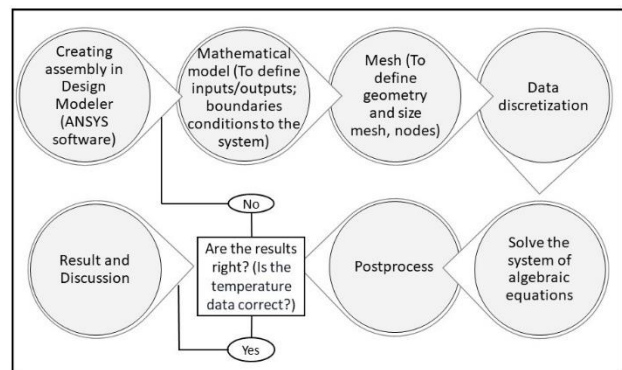 Creating
assembly in
Design
Modeler
(ANSYS
software)
Mathematical
model (To define
inputs/outputs;
boundaries
conditions to the
system)
Mesh (To
define
geometry
and size
mesh, nodes)
Data
discretization
Solve the
system of
algebraic
equations
Postprocess
No
Are the results
right? (Is the
temperature
data correct?)
Yes
Result and
Discussion